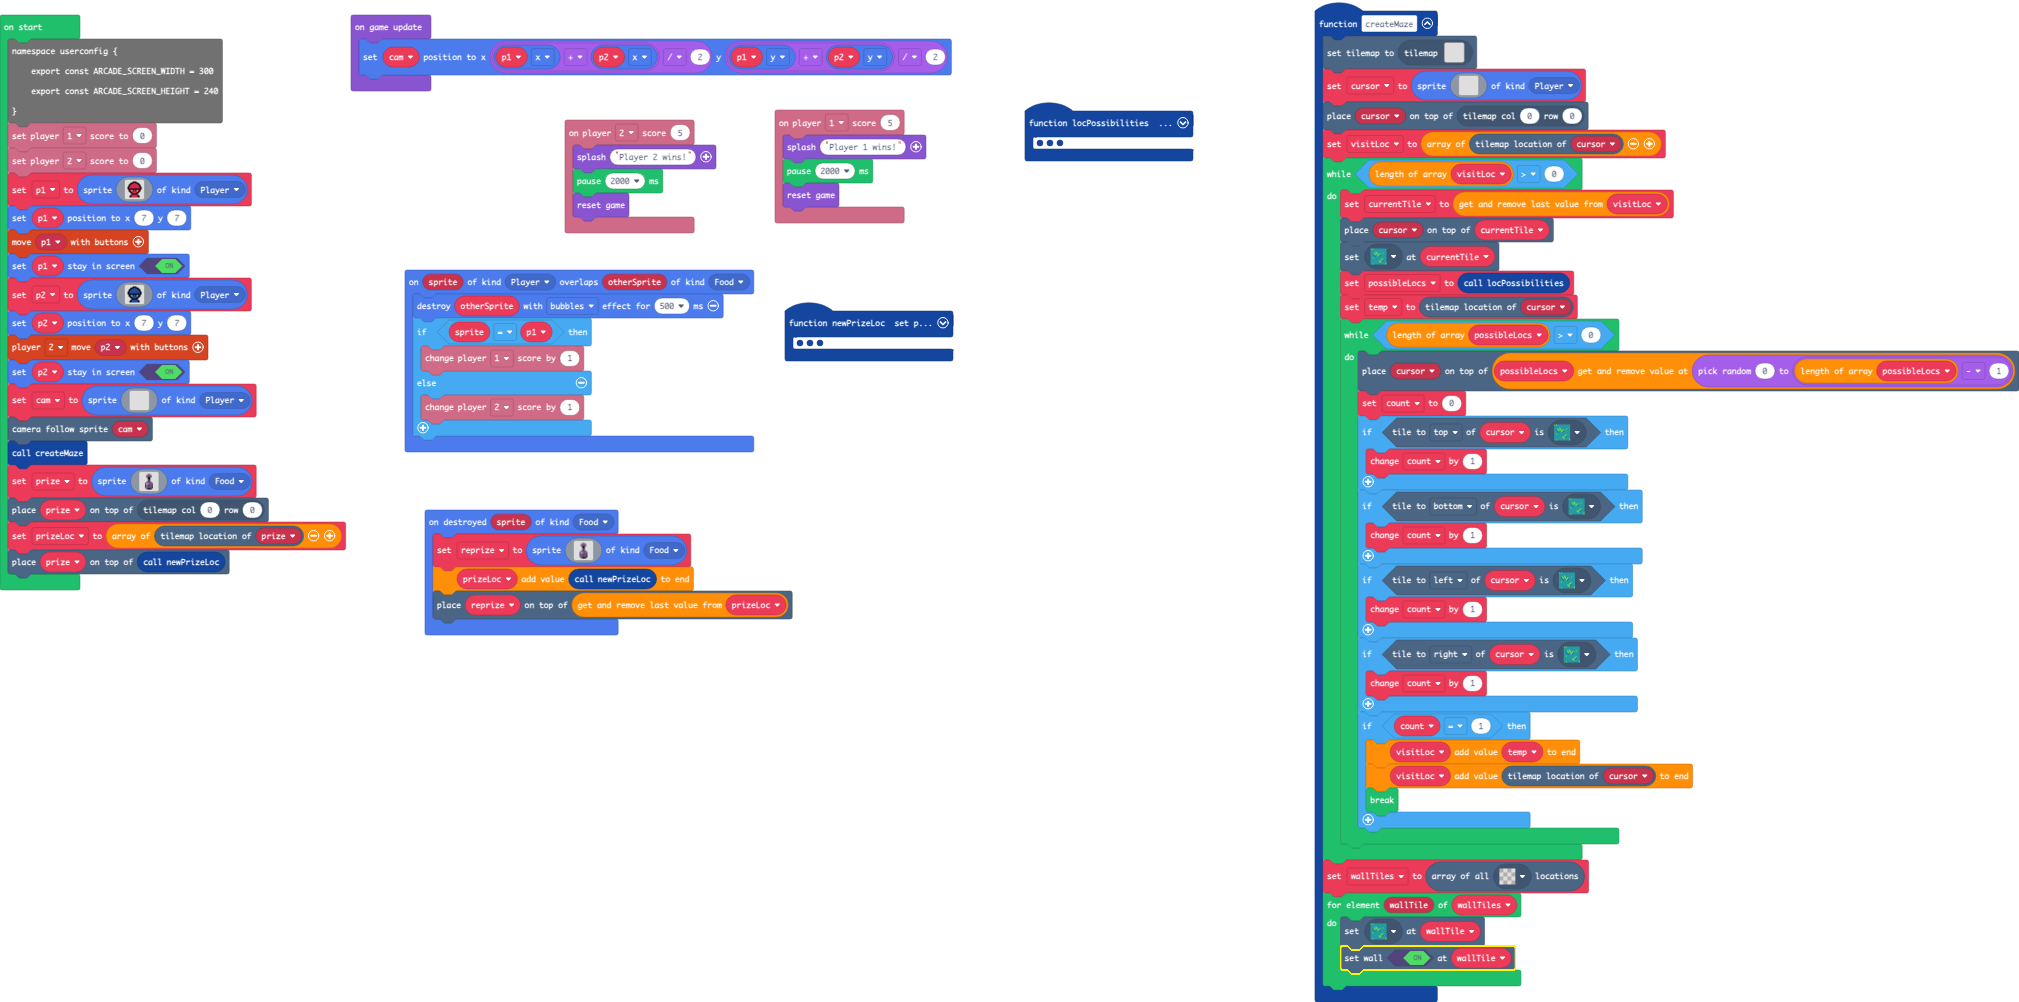 on start
namespace userconfig {
export const ARCADE_SCREEN_WIDTH = 300
export const ARCADE_SCREEN_HEIGHT = 240
}
set player 1 score to 0
set player 2 score to 0
set p1 to sprite of kind Player
set p1 position to x 7 y 7
move p1 with buttons
set p1 stay in screen ON
set p2 to sprite of kind Player
set p2 position to x 7 y 7
player 2 move p2 with buttons
set p2 stay in screen ON
set cam to sprite of kind Player
camera follow sprite cam
call createMaze
set prize to sprite of kind Food
place prize on top of tilemap col 0 row 0
set prizeLoc to array of tilemap location of prize
place prize on top of call newPrizeLoc
on game update
set cam position to x p1 x + p2 x / 2 y p1 y + p2 y / 2
on player 2 score 5
splash "Player 2 wins!"
pause 2000 ms
reset game
on player 1 score 5
splash "Player 1 wins!"
pause 2000 ms
reset game
function locPossibilities ...
on sprite of kind Player overlaps otherSprite of kind Food
destroy otherSprite with bubbles effect for 500 ms
if sprite = p1 then
change player 1 score by 1
else
change player 2 score by 1
function newPrizeLoc set p...
on destroyed sprite of kind Food
set reprize to sprite of kind Food
prizeLoc add value call newPrizeLoc to end
place reprize on top of get and remove last value from prizeLoc
function createMaze
set tilemap to tilemap
set cursor to sprite of kind Player
place cursor on top of tilemap col 0 row 0
set visitLoc to array of tilemap location of cursor
while length of array visitLoc > 0
do set currentTile to get and remove last value from visitLoc
place cursor on top of currentTile
set at currentTile
set possibleLocs to call locPossibilities
set temp to tilemap location of cursor
while length of array possibleLocs > 0
do place cursor on top of possibleLocs get and remove value at pick random 0 to length of array possibleLocs - 1
set count to 0
if tile to top of cursor is then
change count by 1
if tile to bottom of cursor is then
change count by 1
if tile to left of cursor is then
change count by 1
if tile to right of cursor is then
change count by 1
if count = 1 then
visitLoc add value temp to end
visitLoc add value tilemap location of cursor to end
break
set wallTiles to array of all locations
for element wallTile of wallTiles
do set at wallTile
set wall ON at wallTile